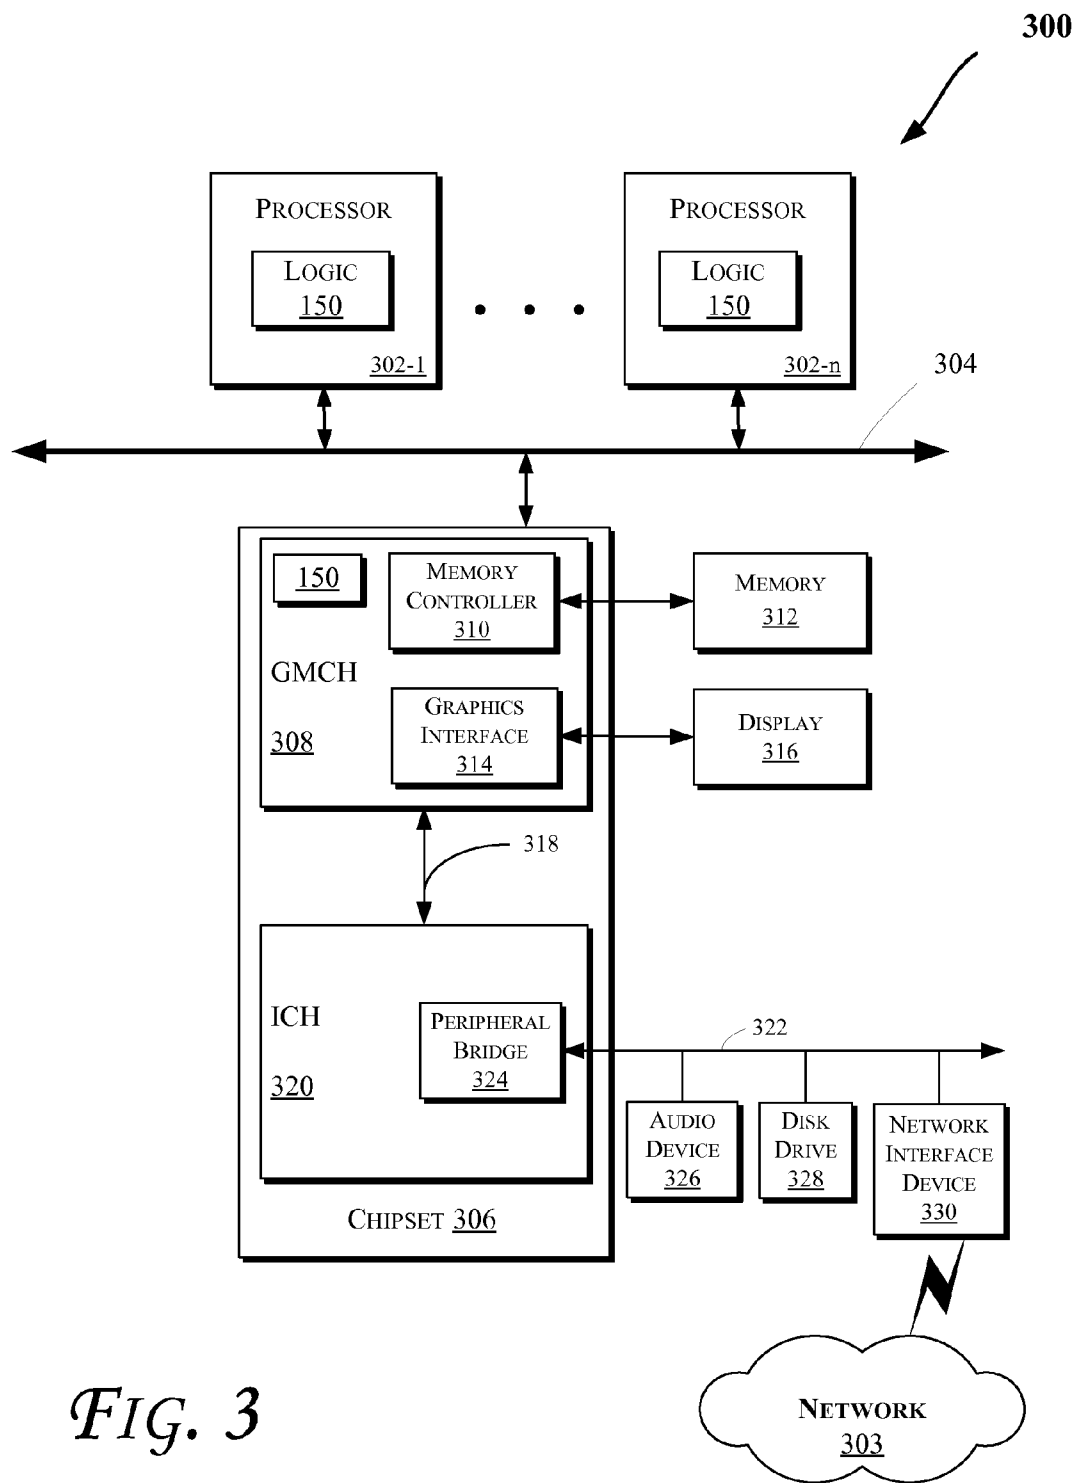 300
PROCESSOR
LOGIC
150
302-1
PROCESSOR
LOGIC
150
302-n
304
150
MEMORY
CONTROLLER
310
MEMORY
312
GMCH
308
GRAPHICS
INTERFACE
314
DISPLAY
316
318
ICH
320
PERIPHERAL
BRIDGE
324
322
AUDIO
DEVICE
326
DISK
DRIVE
328
NETWORK
INTERFACE
DEVICE
330
CHIPSET 306
NETWORK
303
FIG. 3